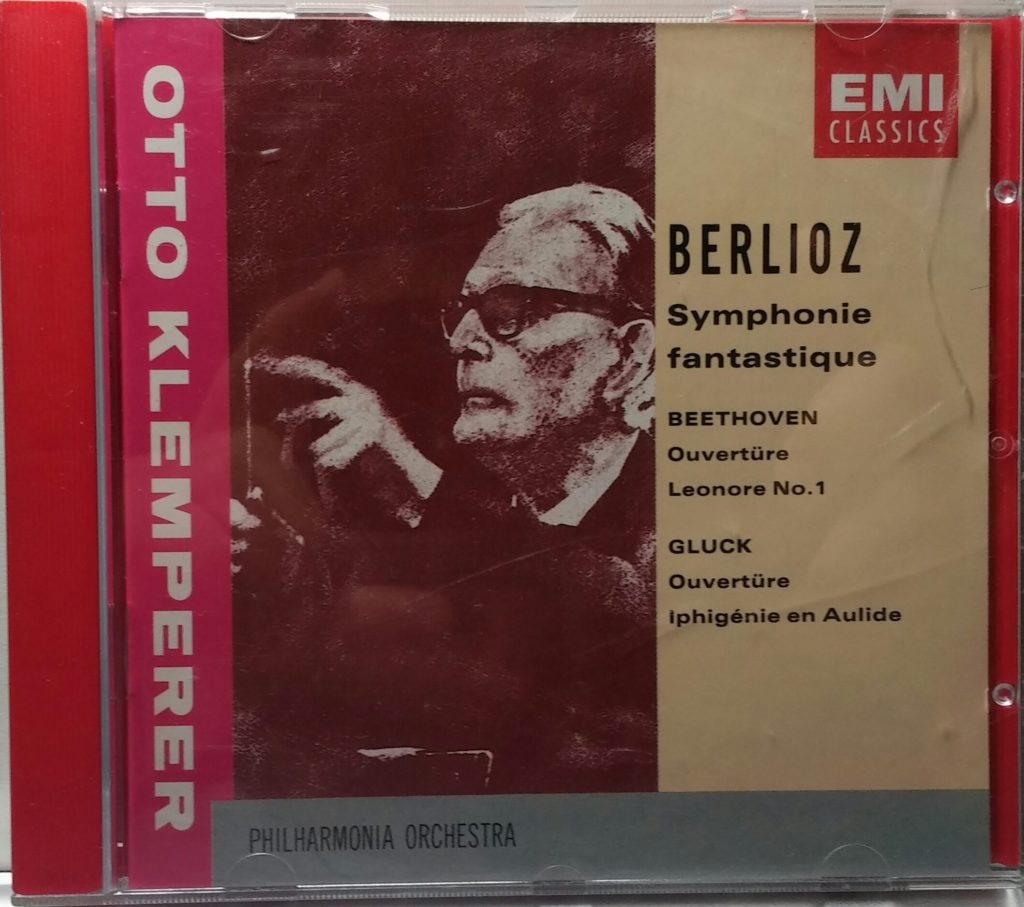 OTTO KLEMPERER
EMI
CLASSICS
BERLIOZ
Symphonie
fantastique
BEETHOVEN
Ouvertüre
Leonore No.1
GLUCK
Ouvertüre
Iphigénie en Aulide
PHILHARMONIA ORCHESTRA